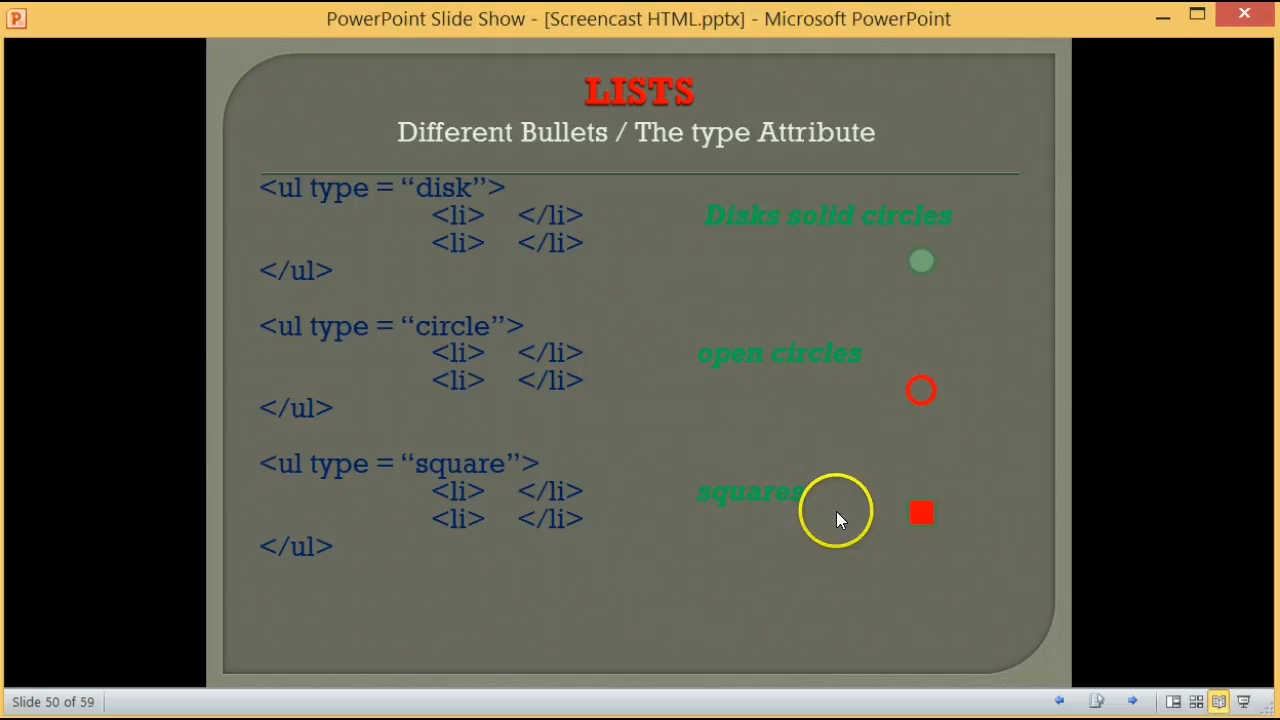 PowerPoint Slide Show - [Screencast HTML.pptx] - Microsoft PowerPoint
LISTS
Different Bullets / The type Attribute
<ul type = “disk”>
<li> </li>
Disks solid circles
<li> </li>
</ul>
<ul type = “circle”>
<li> </li>
open circles
<li> </li>
</ul>
<ul type = “square”>
<li> </li>
squares
<li> </li>
</ul>
Slide 50 of 59